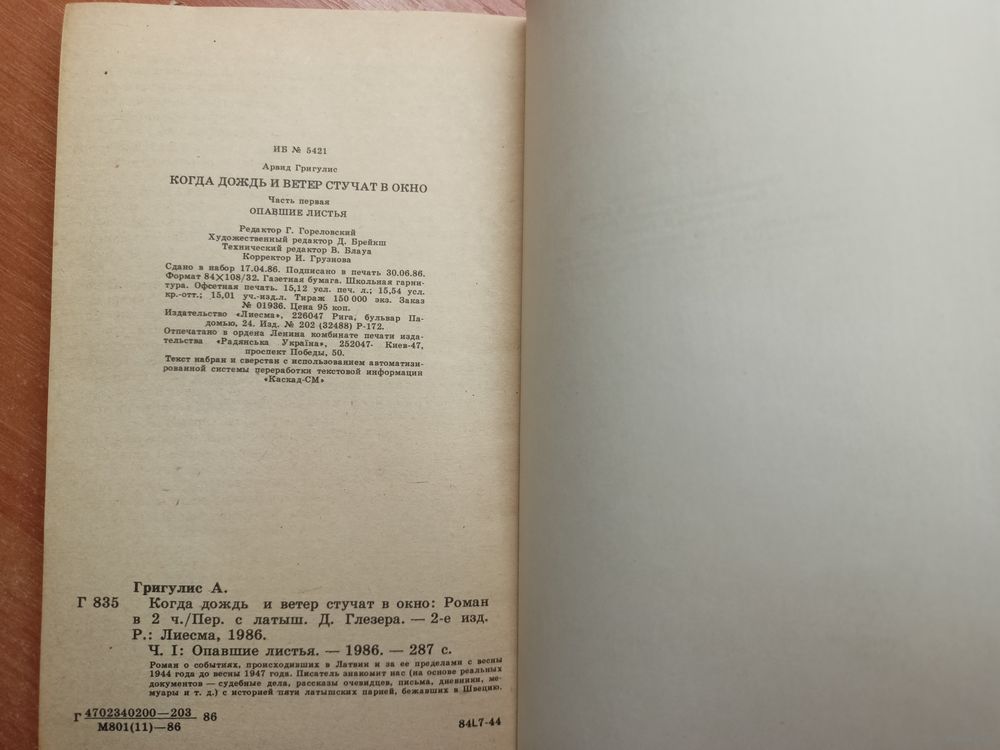 ИБ № 5421
Арвид Григулис
КОГДА ДОЖДЬ И ВЕТЕР СТУЧАТ В ОКНО
Часть первая
ОПАВШИЕ ЛИСТЬЯ
Редактор Г. Гореловский
Художественный редактор Д. Брейкш
Технический редактор В. Блауа
Корректор И. Грузнова
Сдано в набор 17.04.86. Подписано в печать 30.06.86.
Формат 84×108/32. Газетная бумага. Школьная гарни-
тура. Офсетная печать. 15,12 усл. печ. л.; 15,54 усл.
кр.-отт.; 15,01 уч.-изд.л. Тираж 150 000 экз. Заказ
№ 01936. Цена 95 коп.
Издательство «Лиесма», 226047 Рига, бульвар Па-
домью, 24. Изд. № 202 (32488) Р-172.
Отпечатано в ордена Ленина комбинате печати изда-
тельства «Радянська Україна», 252047- Киев-47,
проспект Победы, 50.
Текст набран и сверстан с использованием автоматизи-
рованной системы переработки текстовой информации
«Каскад-СМ»
Григулис А.
Г 835 Когда дождь и ветер стучат в окно: Роман
в 2 ч./Пер. с латыш. Д. Глезера. — 2-е изд.
Р.: Лиесма, 1986.
Ч. I: Опавшие листья. — 1986. — 287 с.
Роман о событиях, происходивших в Латвии и за ее пределами с весны
1944 года до весны 1947 года. Писатель знакомит нас (на основе реальных
документов — судебные дела, рассказы очевидцев, письма, дневники, ме-
муары и т. д.) с историей пяти латышских парней, бежавших в Швецию.
Г 4702340200—203 86
М801(11)—86
84L7-44